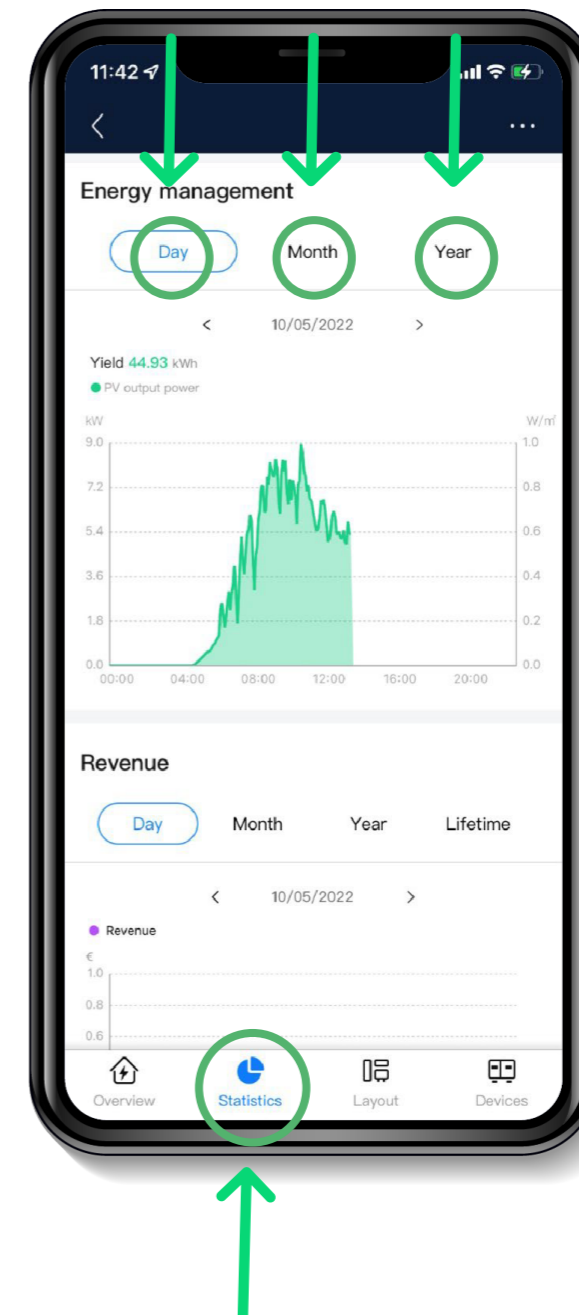 11:42
Energy management
Day Month Year
10/05/2022
Yield 44.93 kWh
PV output power
kW W/㎡
9.0 1.0
7.2 0.8
5.4 0.6
3.6 0.4
1.8 0.2
0.0 0.0
00:00 04:00 08:00 12:00 16:00 20:00
Revenue
Day Month Year Lifetime
10/05/2022
Revenue
€
1.0
0.8
0.6
Overview Statistics Layout Devices